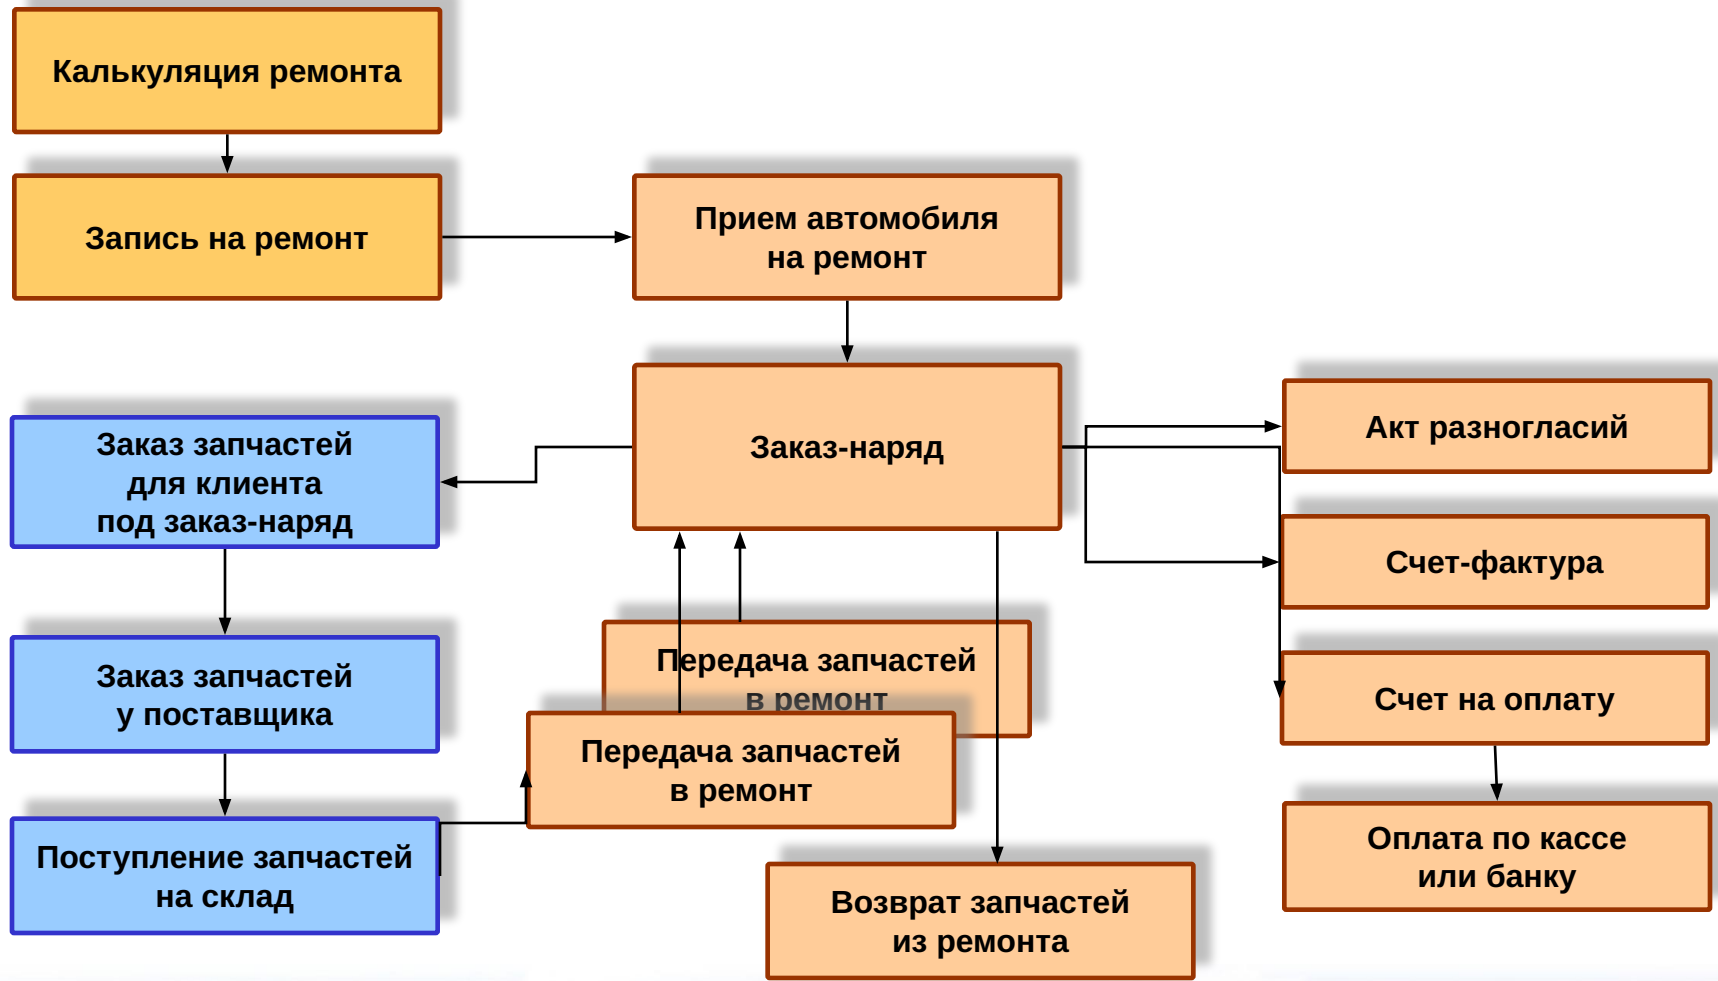 Калькуляция ремонта
Запись на ремонт
Прием автомобиля
на ремонт
Заказ-наряд
Акт разногласий
Заказ запчастей
для клиента
под заказ-наряд
Счет-фактура
Передача запчастей
в ремонт
Заказ запчастей
у поставщика
Счет на оплату
Передача запчастей
в ремонт
Поступление запчастей
на склад
Оплата по кассе
или банку
Возврат запчастей
из ремонта